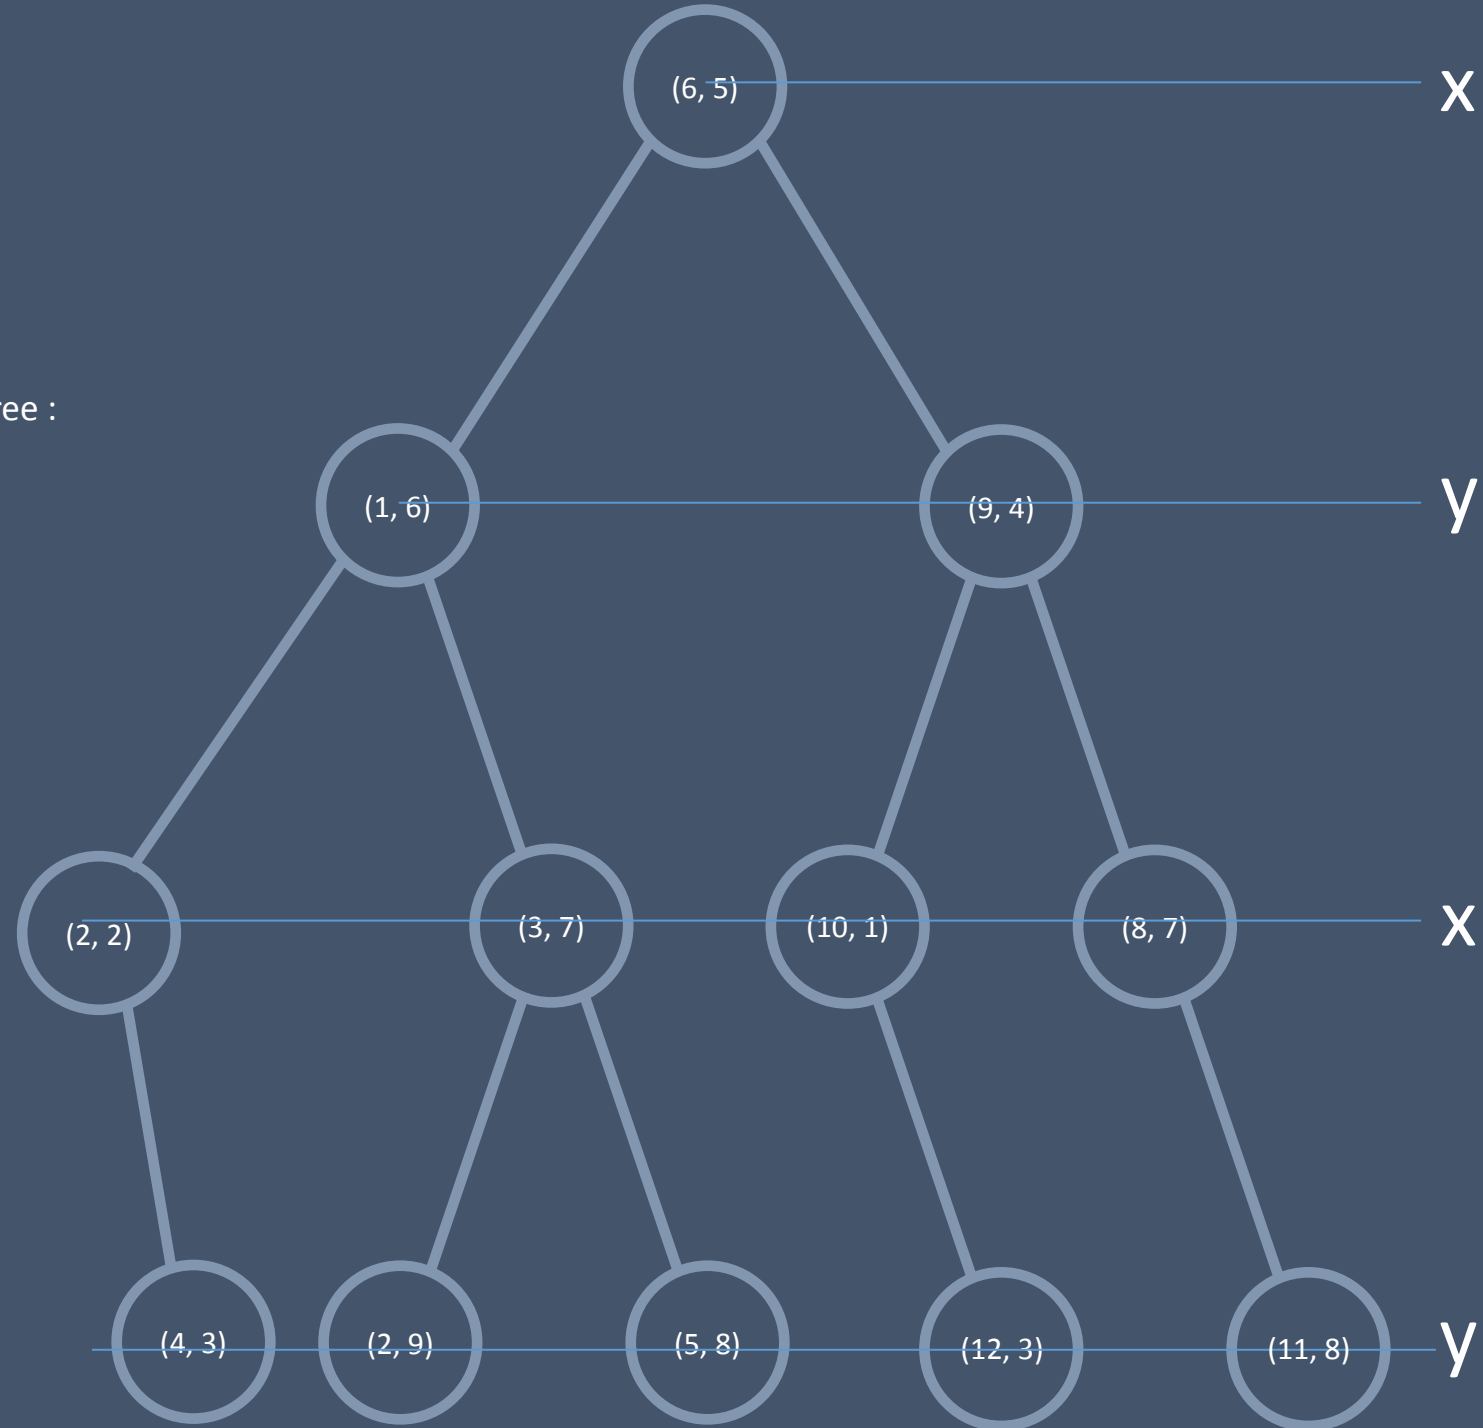 (6, 5) x
ree :
(1, 6) (9, 4) y
(2, 2) (3, 7) (10, 1) (8, 7) x
(4, 3) (2, 9) (5, 8) (12, 3) (11, 8) y